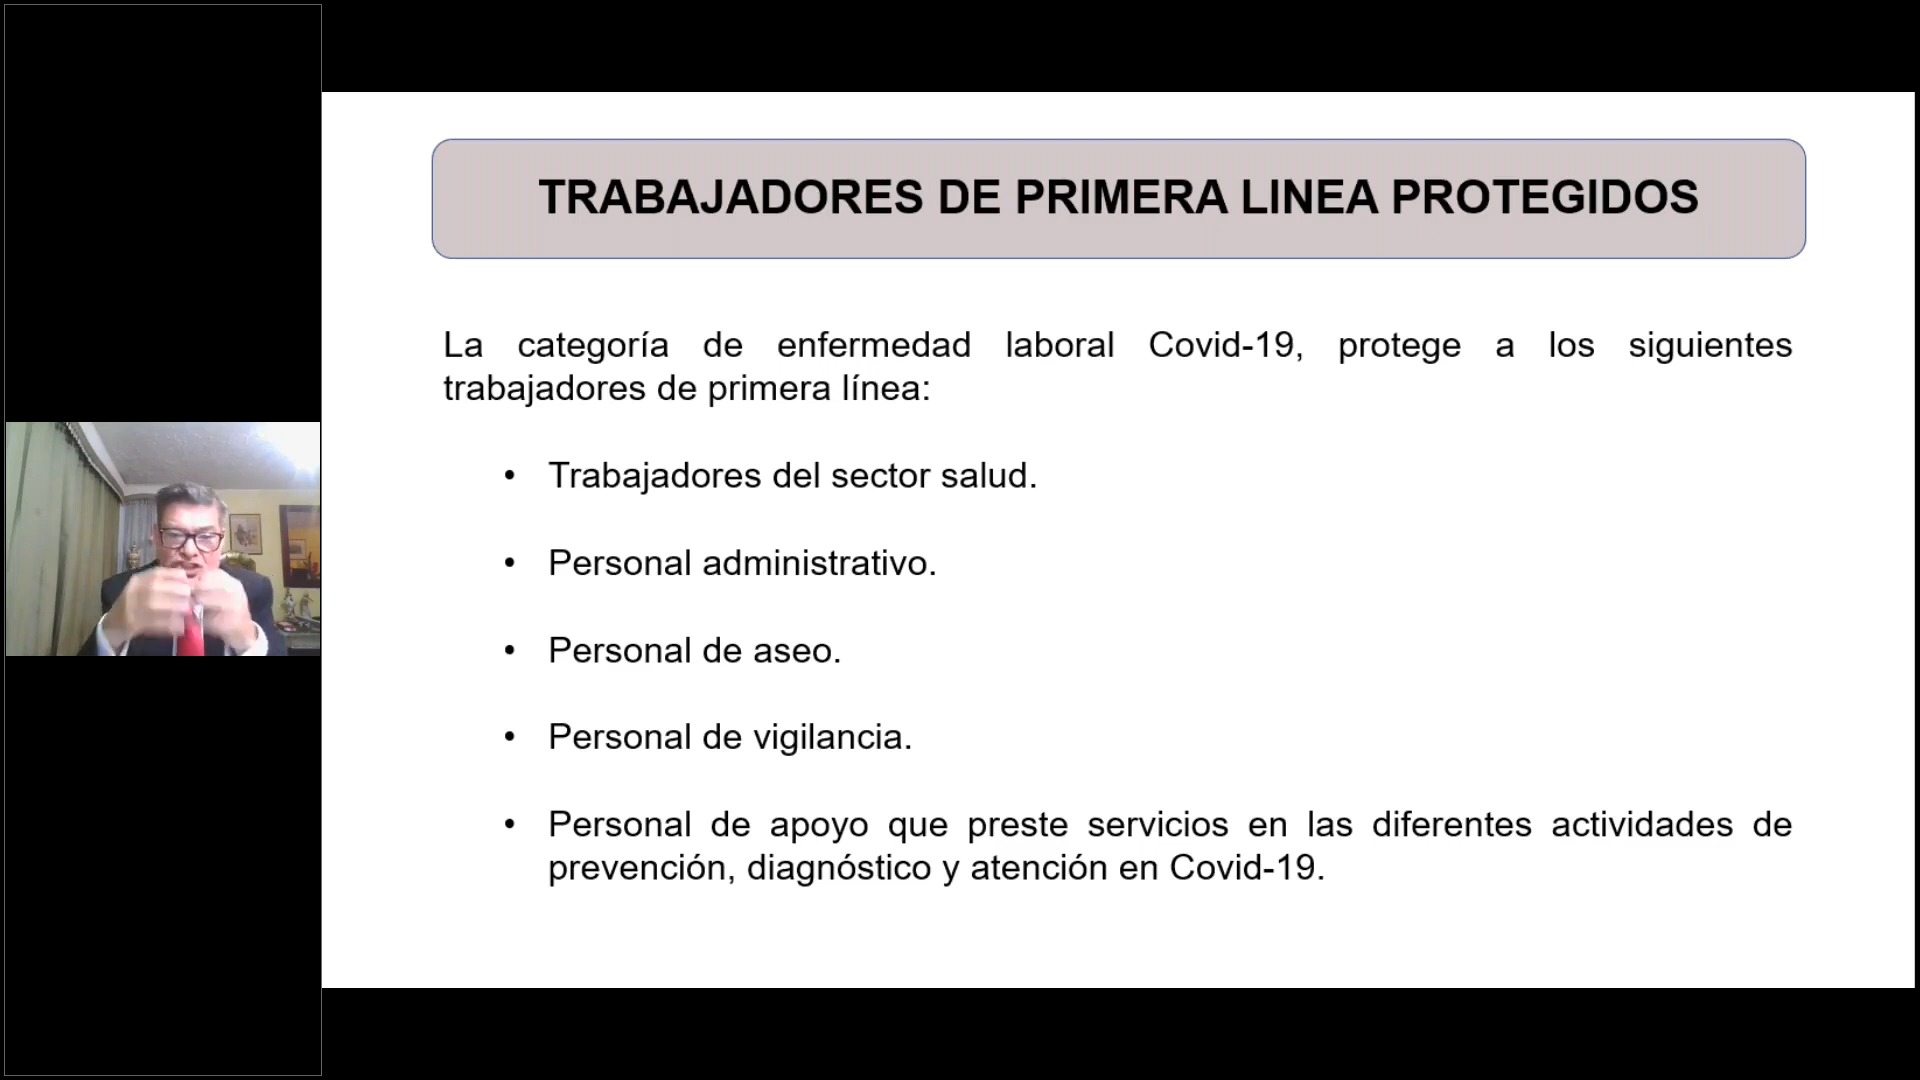 TRABAJADORES DE PRIMERA LINEA PROTEGIDOS
La categoría de enfermedad laboral Covid-19, protege a los siguientes
trabajadores de primera línea:
• Trabajadores del sector salud.
• Personal administrativo.
• Personal de aseo.
• Personal de vigilancia.
• Personal de apoyo que preste servicios en las diferentes actividades de
prevención, diagnóstico y atención en Covid-19.